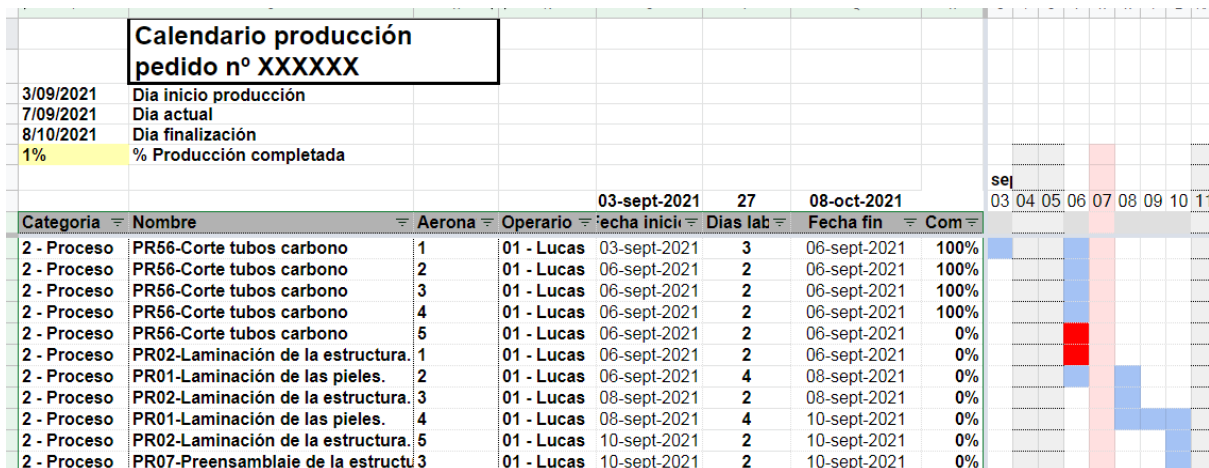 Calendario producción
pedido nº XXXXXX
3/09/2021 Dia inicio producción
7/09/2021 Dia actual
8/10/2021 Dia finalización
1% % Producción completada
03-sept-2021 27 08-oct-2021
03 04 05 06 07 08 09 10 11
Categoria Nombre Aerona Operario Dias lab Fecha fin Com
2 - Proceso PR56-Corte tubos carbono 1 01 - Lucas 03-sept-2021 3 06-sept-2021 100%
2 - Proceso PR56-Corte tubos carbono 2 01 - Lucas 06-sept-2021 2 06-sept-2021 100%
2 - Proceso PR56-Corte tubos carbono 3 01 - Lucas 06-sept-2021 2 06-sept-2021 100%
2 - Proceso PR56-Corte tubos carbono 4 01 - Lucas 06-sept-2021 2 06-sept-2021 100%
2 - Proceso PR56-Corte tubos carbono 5 01 - Lucas 06-sept-2021 2 06-sept-2021 0%
2 - Proceso PR02-Laminación de la estructura. 1 01 - Lucas 06-sept-2021 2 06-sept-2021 0%
2 - Proceso PR01-Laminación de las pieles. 2 01 - Lucas 06-sept-2021 4 08-sept-2021 0%
2 - Proceso PR02-Laminación de la estructura. 3 01 - Lucas 08-sept-2021 2 08-sept-2021 0%
2 - Proceso PR01-Laminación de las pieles. 4 01 - Lucas 08-sept-2021 4 10-sept-2021 0%
2 - Proceso PR02-Laminación de la estructura. 5 01 - Lucas 10-sept-2021 2 10-sept-2021 0%
2 - Proceso PR07-Preensamblaje de la estructu 3 01 - Lucas 10-sept-2021 2 10-sept-2021 0%